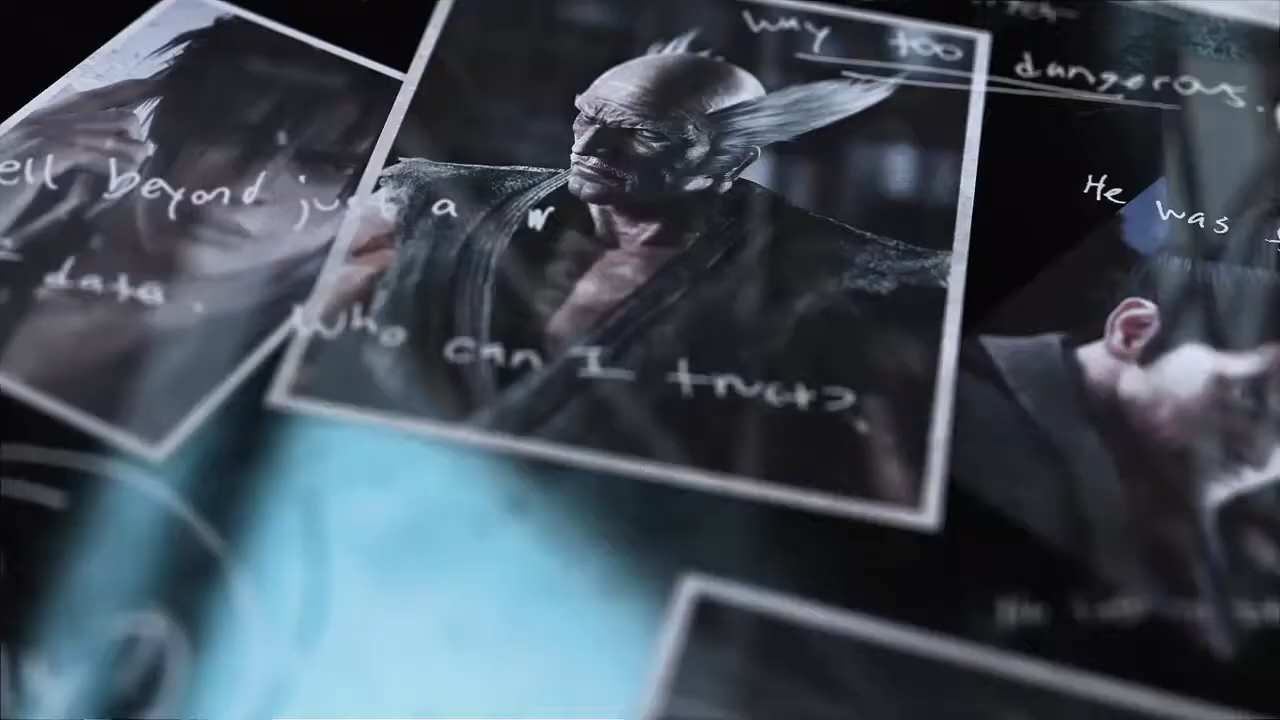 Way too dangerous.
ell beyond just a w
He was
data.
Who can I trust?